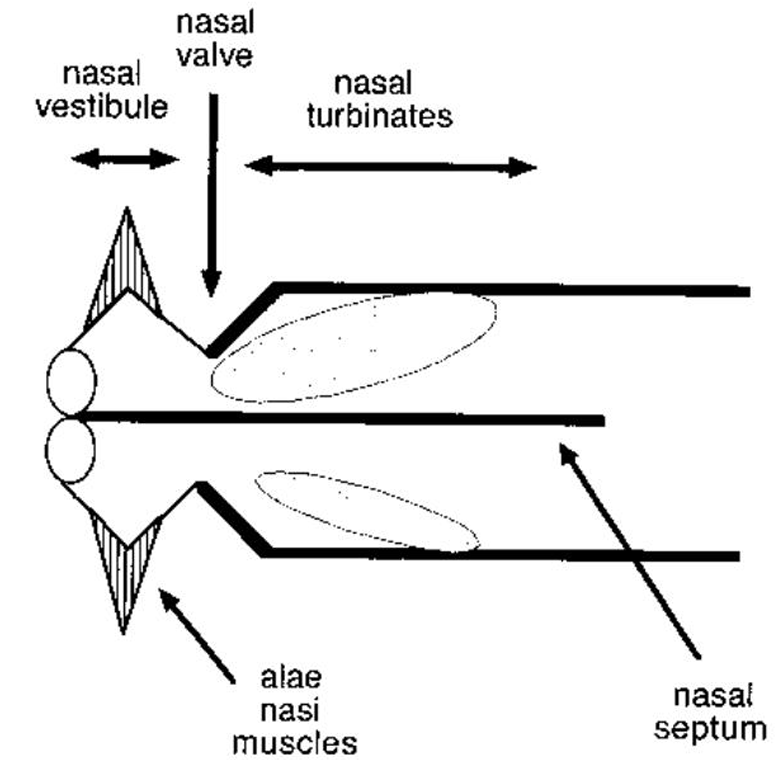 nasal
valve
nasal
vestibule
nasal
turbinates
alae
nasi
muscles
nasal
septum